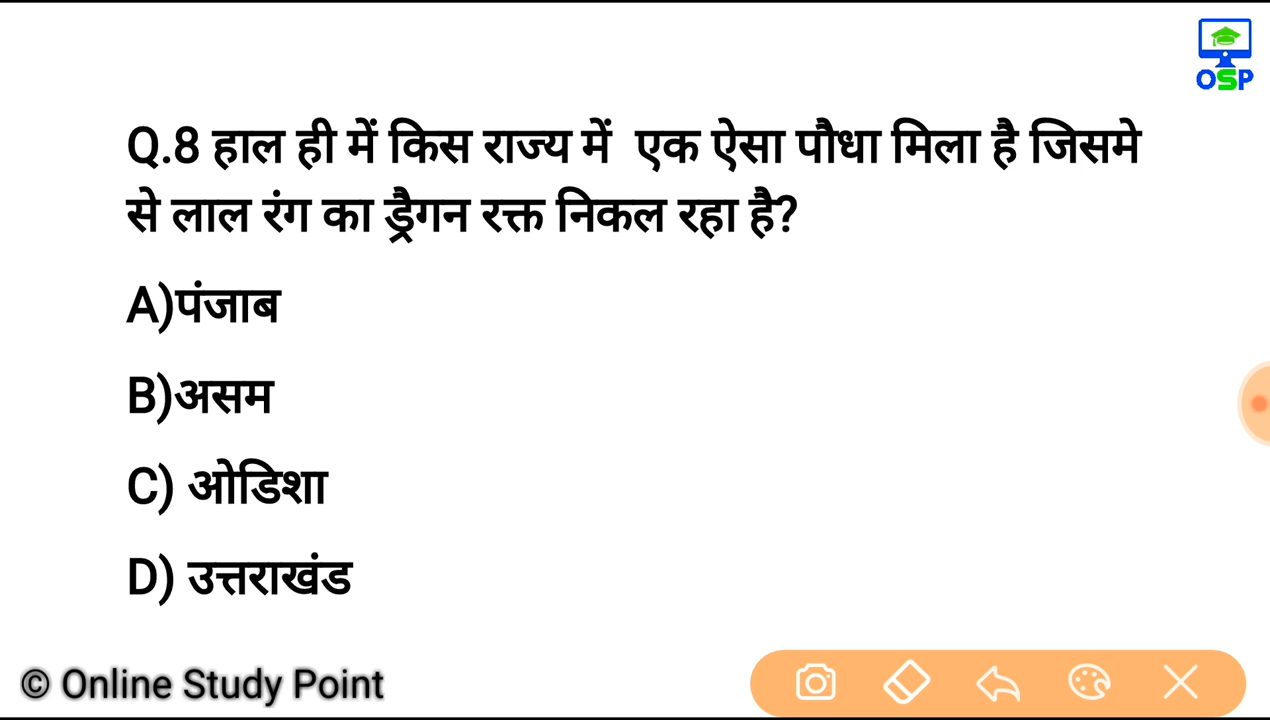 OSP
Q.8 हाल ही में किस राज्य में एक ऐसा पौधा मिला है जिसमे
से लाल रंग का ड्रैगन रक्त निकल रहा है?
A)पंजाब
B)असम
C) ओडिशा
D) उत्तराखंड
© Online Study Point